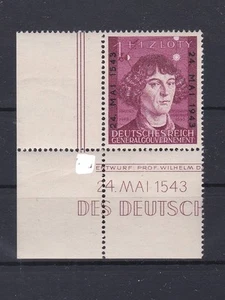 1 + 1 ZLOTY
24. MAI 1543
24. MAI 1943
DEUTSCHES REICH
GENERALGOUVERNEMENT
ENTWURF: PROF. WILHELM D
24. MAI 1543
DES DEUTSCH